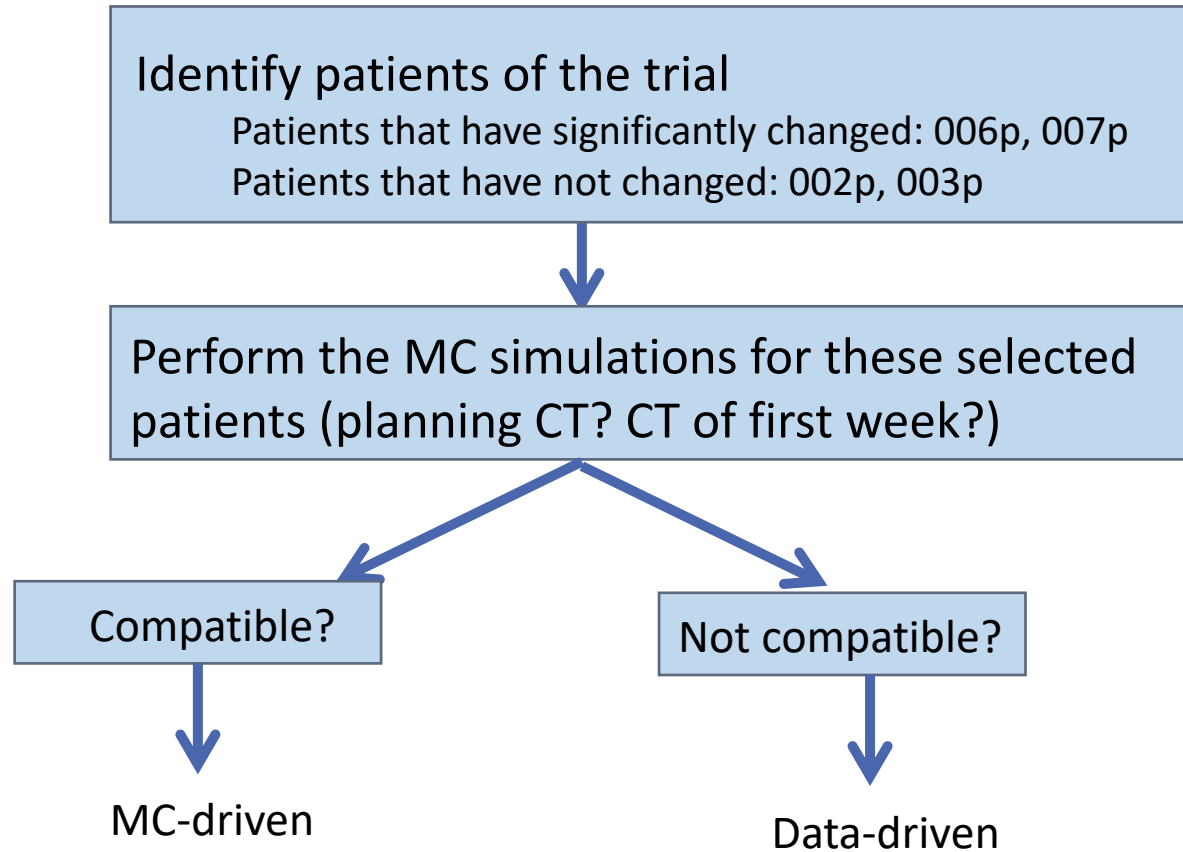 Identify patients of the trial
Patients that have significantly changed: 006p, 007p
Patients that have not changed: 002p, 003p
Perform the MC simulations for these selected
patients (planning CT? CT of first week?)
Compatible?
Not compatible?
MC-driven
Data-driven